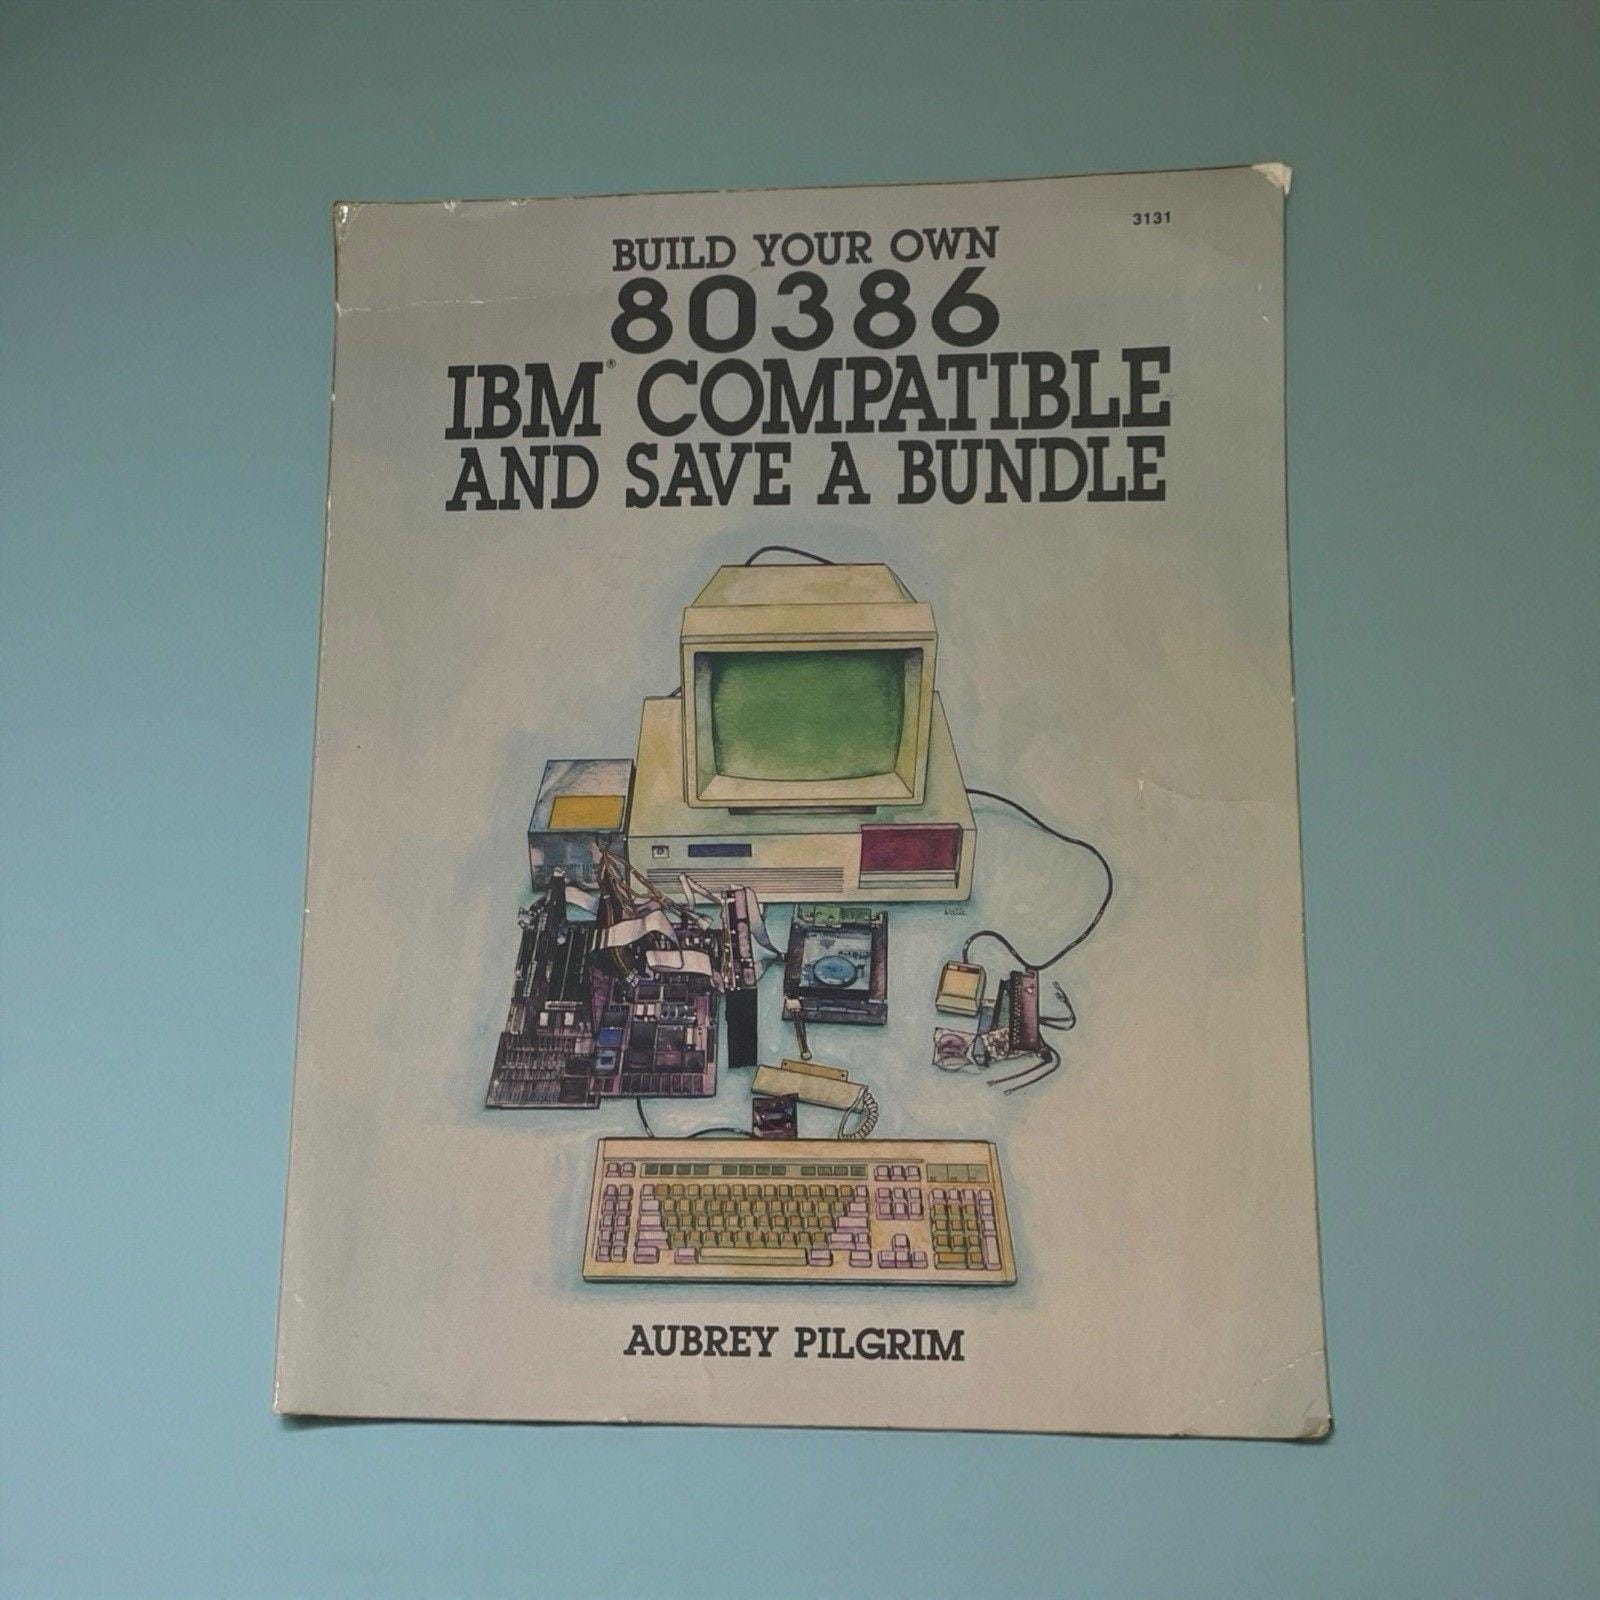 3131
BUILD YOUR OWN
80386
IBM® COMPATIBLE
AND SAVE A BUNDLE
AUBREY PILGRIM